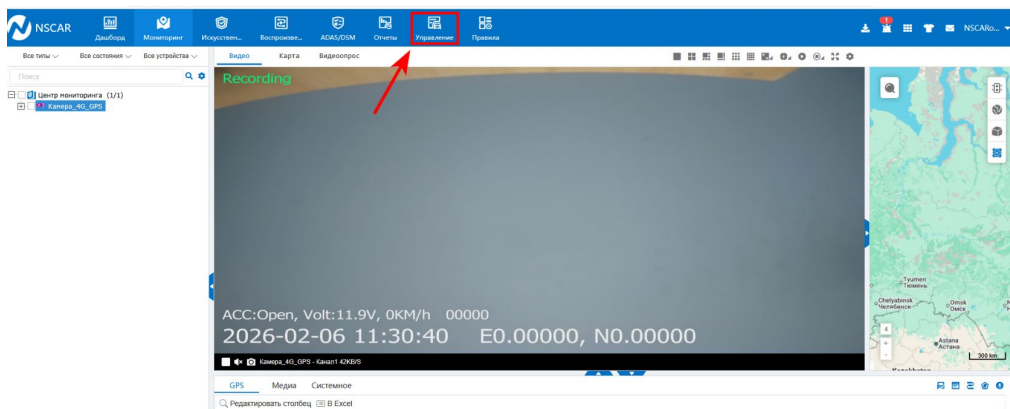 NSCAR
Дашборд
Мониторинг
Искусствен...
Воспроизве...
ADAS/DSM
Отчеты
Управление
Правила
1
NSCARo...
Все типы
Все состояния
Все устройства
Видео
Карта
Видеоопрос
Поиск
Центр мониторинга (1/1)
Камера_4G_GPS
Recording
ACC:Open, Volt:11.9V, 0KM/h 00000
2026-02-06 11:30:40 E0.00000, N0.00000
Камера_4G_GPS - Канал1 42KB/S
Tyumen
Тюмень
Chelyabinsk
Челябинск
Omsk
Омск
4
+
−
Astana
Астана
300 km
Kazakhstan
GPS
Медиа
Системное
Редактировать столбец
В Excel